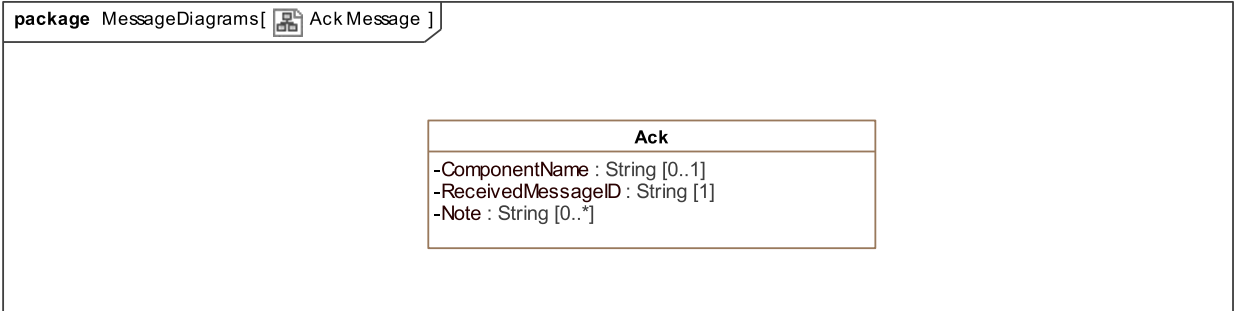 package MessageDiagrams[ Ack Message ]
Ack
-ComponentName : String [0..1]
-ReceivedMessageID : String [1]
-Note : String [0..*]